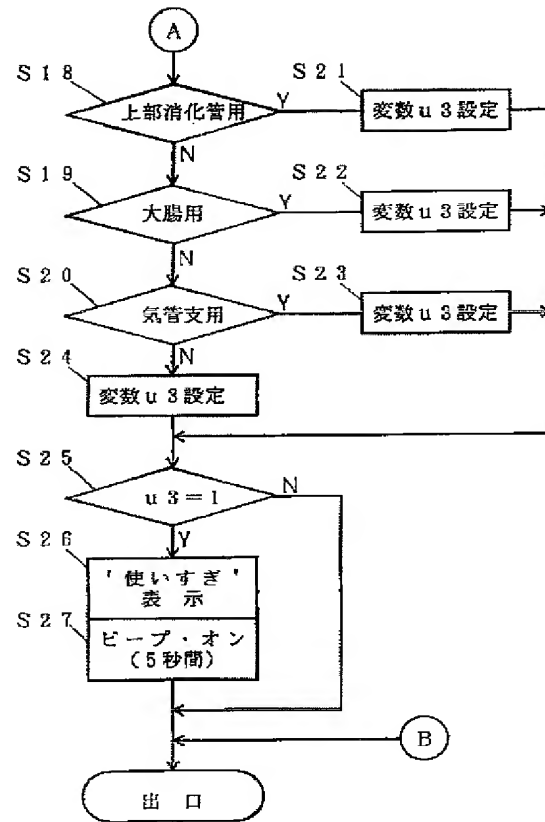 A
S18
上部消化管用
Y
S21
変数u3設定
N
S19
大腸用
Y
S22
変数u3設定
N
S20
気管支用
Y
S23
変数u3設定
N
S24
変数u3設定
S25
u3=1
N
Y
S26
'使いすぎ'
表示
S27
ビープ・オン
(5秒間)
B
出口